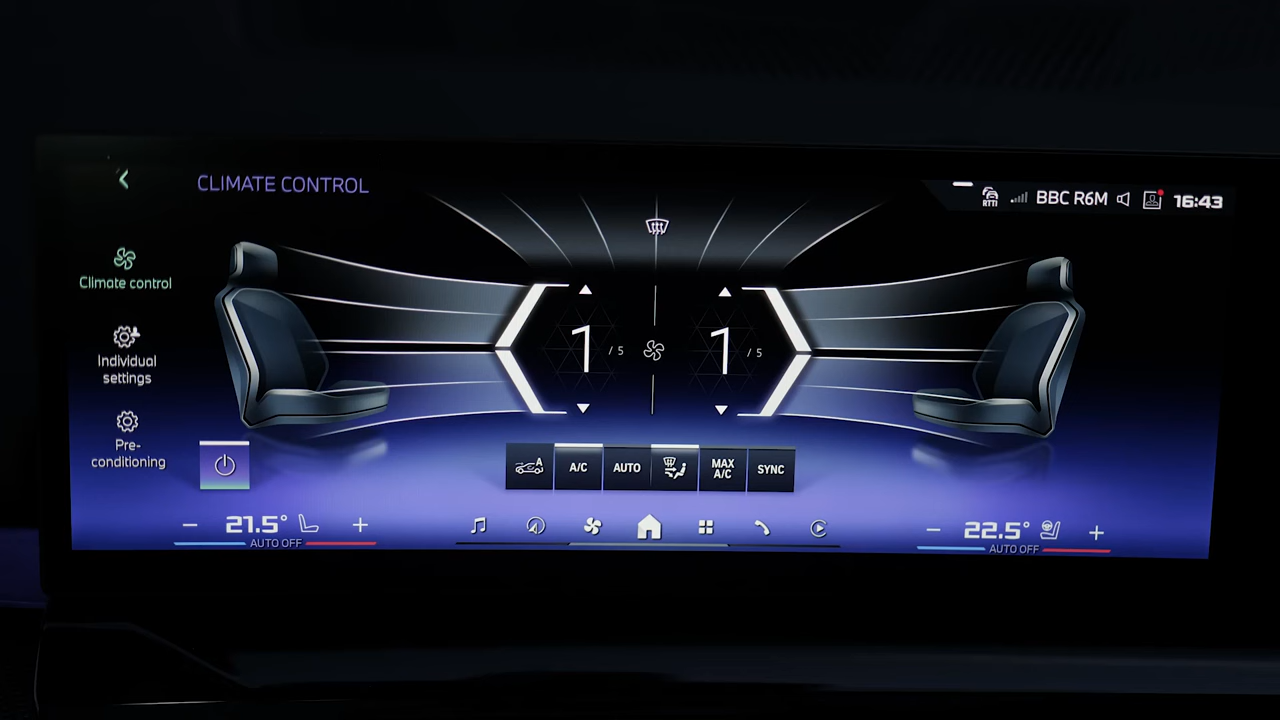 CLIMATE CONTROL
RTTI
BBC R6M
16:43
Climate control
Individual
settings
Pre-
conditioning
1 / 5
1 / 5
A
A/C
AUTO
MAX
A/C
SYNC
− 21.5° +
AUTO OFF
− 22.5° +
AUTO OFF